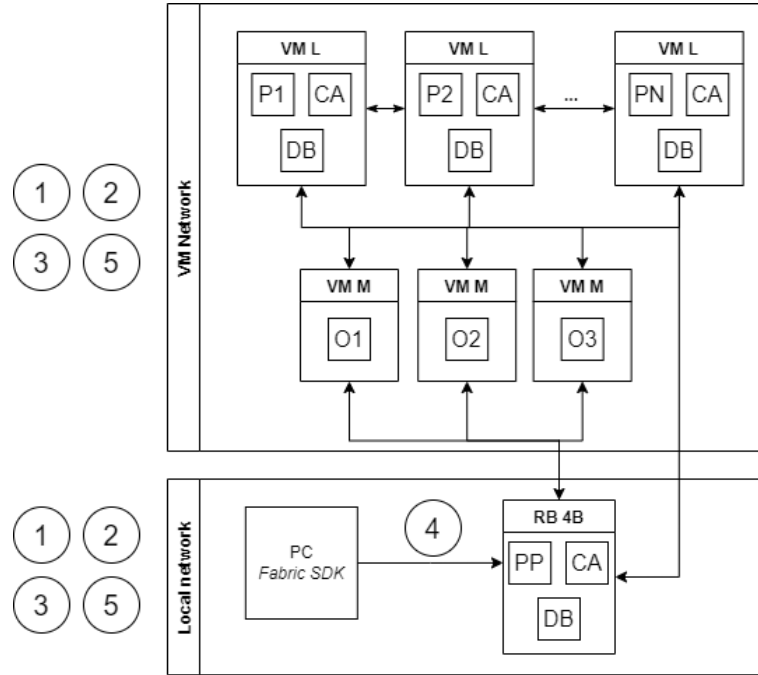 VM L
VM L
VM L
P1
CA
P2
CA
...
PN
CA
DB
DB
DB
1
2
3
5
VM Network
VM M
VM M
VM M
O1
O2
O3
1
2
3
5
Local network
PC
Fabric SDK
4
RB 4B
PP
CA
DB